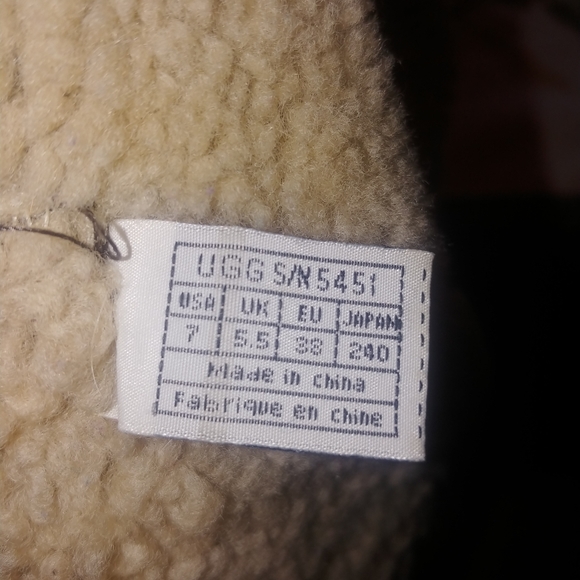 UGG S/N 5451
USA UK EU JAPAN
7 5.5 38 240
Made in china
Fabrique en chine